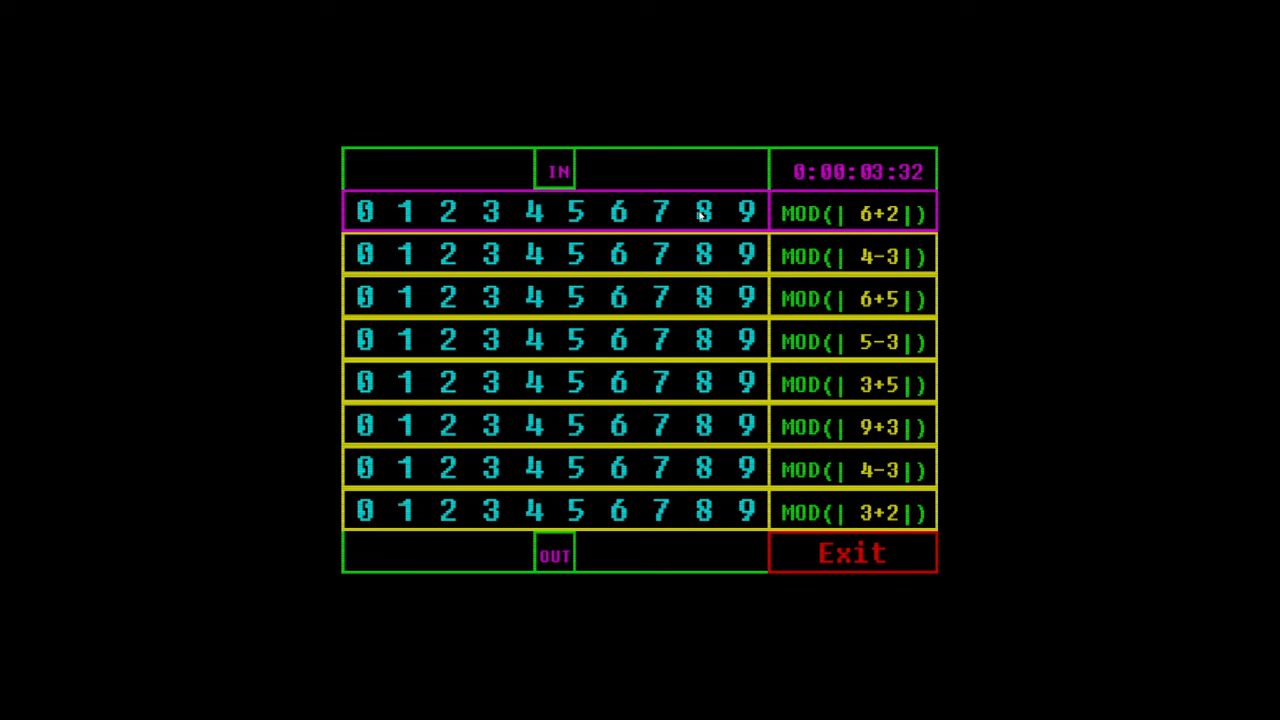 IN 0:00:03:32
0 1 2 3 4 5 6 7 8 9 MOD(| 6+2|)
0 1 2 3 4 5 6 7 8 9 MOD(| 4-3|)
0 1 2 3 4 5 6 7 8 9 MOD(| 6+5|)
0 1 2 3 4 5 6 7 8 9 MOD(| 5-3|)
0 1 2 3 4 5 6 7 8 9 MOD(| 3+5|)
0 1 2 3 4 5 6 7 8 9 MOD(| 9+3|)
0 1 2 3 4 5 6 7 8 9 MOD(| 4-3|)
0 1 2 3 4 5 6 7 8 9 MOD(| 3+2|)
OUT Exit